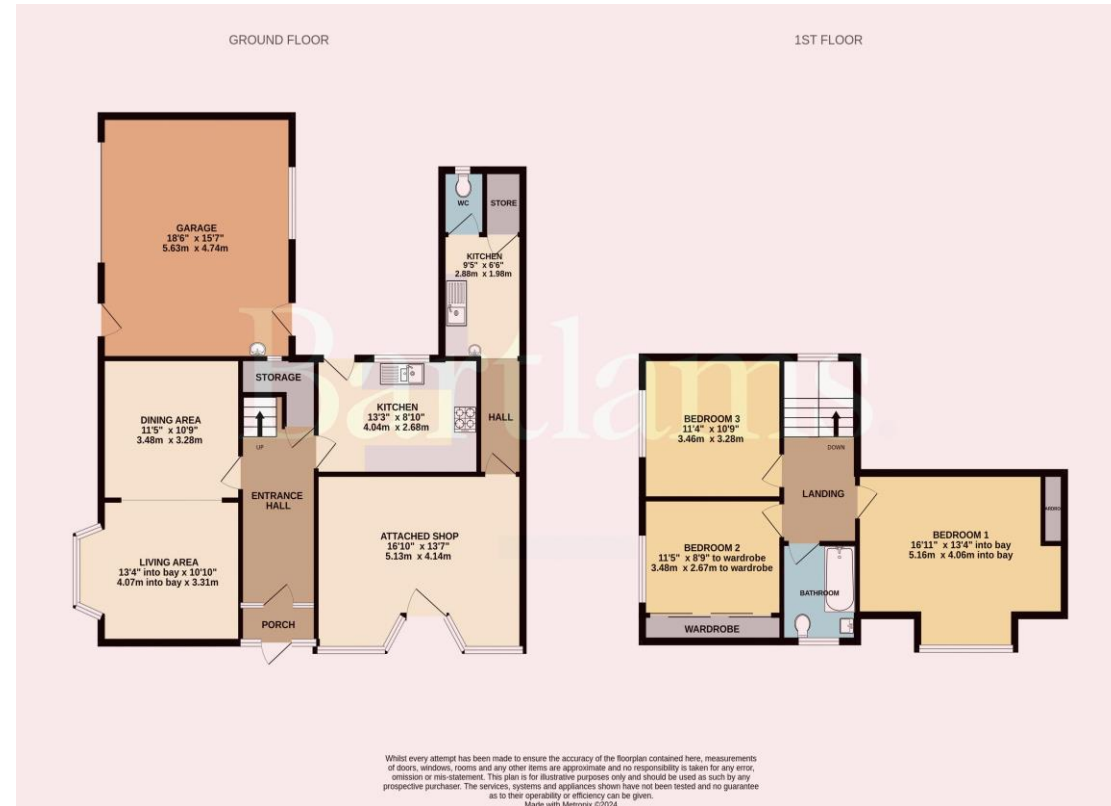 GROUND FLOOR
1ST FLOOR
GARAGE
18'6" x 15'7"
5.63m x 4.74m
WC
STORE
KITCHEN
9'5" x 6'6"
2.88m x 1.98m
STORAGE
DINING AREA
11'5" x 10'9"
3.48m x 3.28m
UP
KITCHEN
13'3" x 8'10"
4.04m x 2.68m
HALL
ENTRANCE
HALL
LIVING AREA
13'4" into bay x 10'10"
4.07m into bay x 3.31m
PORCH
ATTACHED SHOP
16'10" x 13'7"
5.13m x 4.14m
BEDROOM 3
11'4" x 10'9"
3.46m x 3.28m
DOWN
LANDING
BEDROOM 2
11'5" x 8'9" to wardrobe
3.48m x 2.67m to wardrobe
WARDROBE
BATHROOM
BEDROOM 1
16'11" x 13'4" into bay
5.16m x 4.06m into bay
Bartlams
Whilst every attempt has been made to ensure the accuracy of the floorplan contained here, measurements
of doors, windows, rooms and any other items are approximate and no responsibility is taken for any error,
omission or mis-statement. This plan is for illustrative purposes only and should be used as such by any
prospective purchaser. The services, systems and appliances shown have not been tested and no guarantee
as to their operability or efficiency can be given.
Made with Metropix ©2024